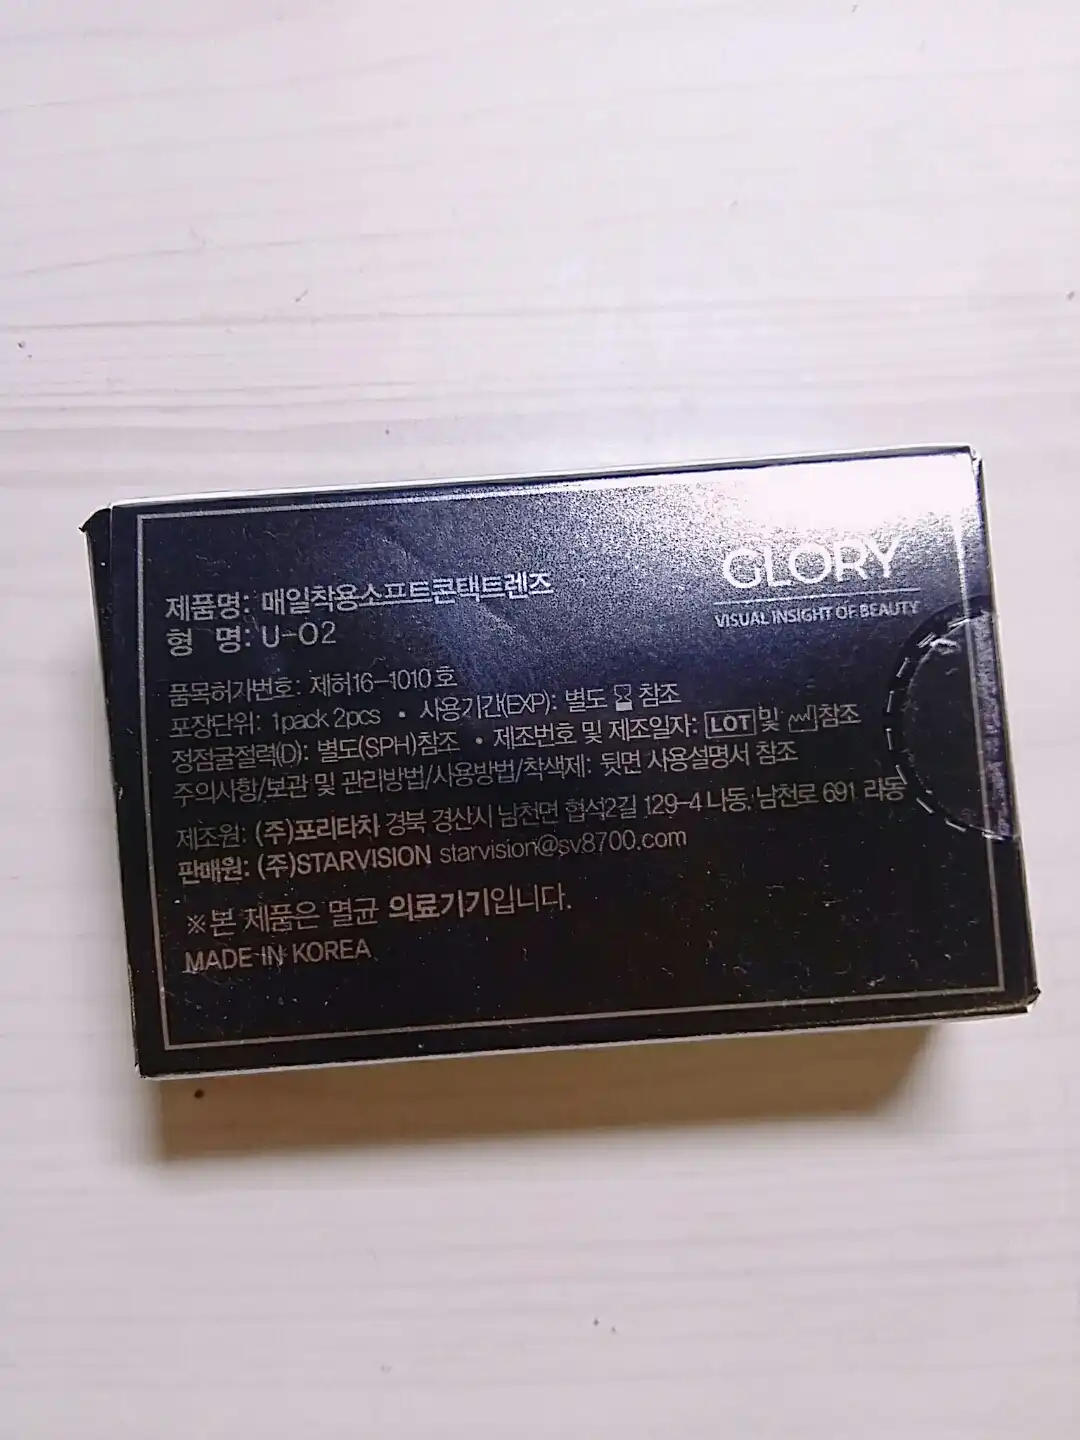 GLORY
VISUAL INSIGHT OF BEAUTY
제품명: 매일착용소프트콘택트렌즈
형 명: U-O2
품목허가번호: 제허16-1010호
포장단위: 1pack 2pcs • 사용기간(EXP): 별도 참조
정점굴절력(D): 별도(SPH)참조 • 제조번호 및 제조일자: LOT 및 참조
주의사항/보관 및 관리방법/사용방법/착색제: 뒷면 사용설명서 참조
제조원: (주)포리타차 경북 경산시 남천면 협석2길 129-4 나동, 남천로 691 라동
판매원: (주)STARVISION starvision@sv8700.com
※본 제품은 멸균 의료기기입니다.
MADE IN KOREA